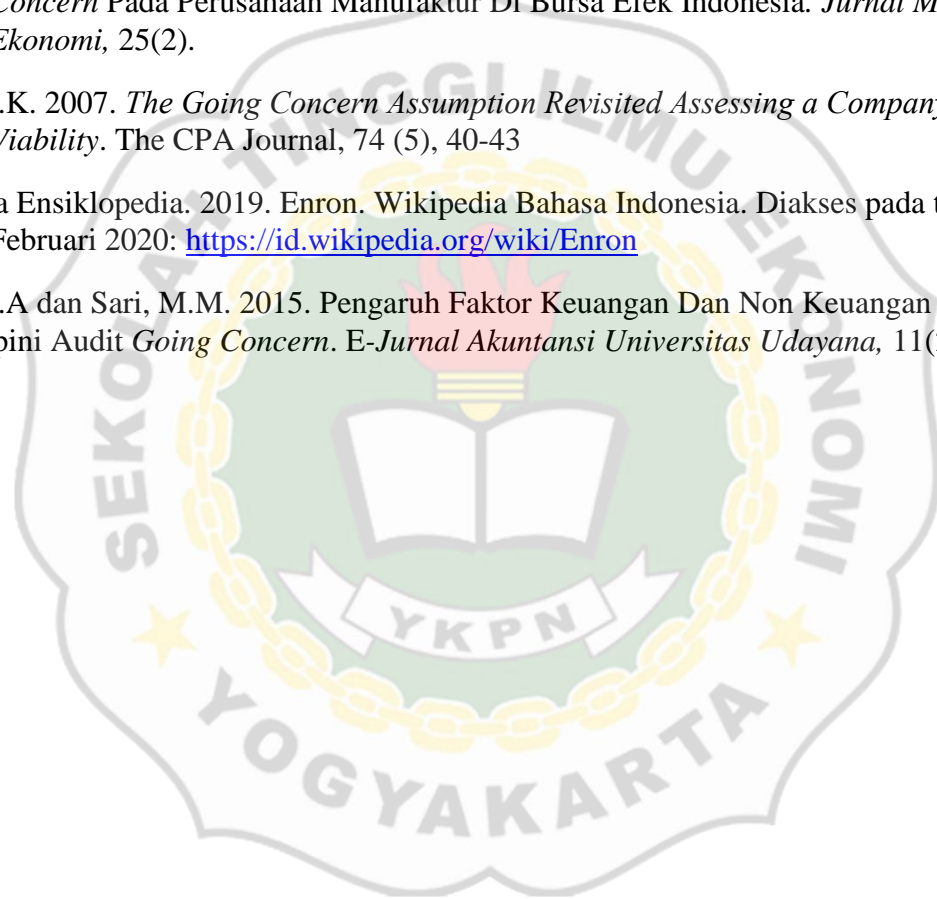 Concern Pada Perusahaan Manufaktur Di Bursa Efek Indonesia. Jurnal M
Ekonomi, 25(2).
.K. 2007. The Going Concern Assumption Revisited Assessing a Company
Viability. The CPA Journal, 74 (5), 40-43
a Ensiklopedia. 2019. Enron. Wikipedia Bahasa Indonesia. Diakses pada t
Februari 2020: https://id.wikipedia.org/wiki/Enron
.A dan Sari, M.M. 2015. Pengaruh Faktor Keuangan Dan Non Keuangan
pini Audit Going Concern. E-Jurnal Akuntansi Universitas Udayana, 11(
SEKOLAH TINGGI ILMU EKONOMI
YKPN
YOGYAKARTA